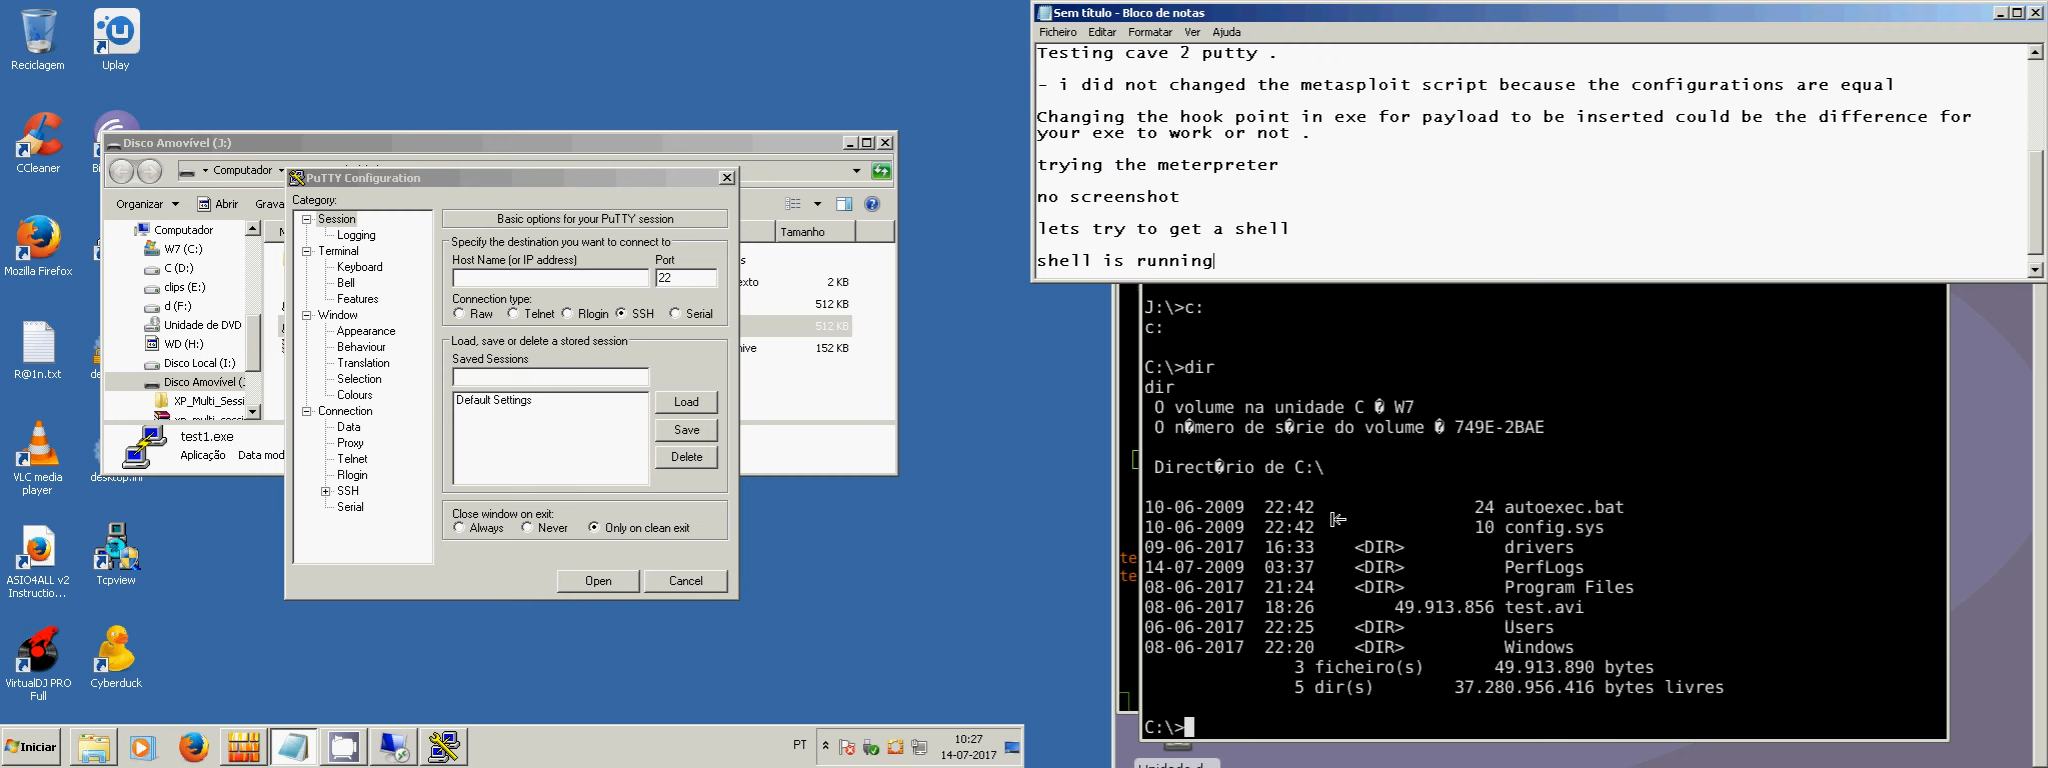 Reciclagem
Uplay
CCleaner
Mozilla Firefox
R@1n.txt
VLC media
player
ASIO4ALL v2
Instructio...
Tcpview
VirtualDJ PRO
Full
Cyberduck
Disco Amovível (J:)
Computador
Organizar
Abrir
Grava
Tamanho
Computador
W7 (C:)
C (D:)
clips (E:)
d (F:)
Unidade de DVD
WD (H:)
Disco Local (I:)
Disco Amovível (J:
XP_Multi_Sessi
2 KB
512 KB
512 KB
152 KB
test1.exe
Aplicação
Data mod
PuTTY Configuration
Category:
Session
Logging
Terminal
Keyboard
Bell
Features
Window
Appearance
Behaviour
Translation
Selection
Colours
Connection
Data
Proxy
Telnet
Rlogin
SSH
Serial
Basic options for your PuTTY session
Specify the destination you want to connect to
Host Name (or IP address)
Port
22
Connection type:
Raw
Telnet
Rlogin
SSH
Serial
Load, save or delete a stored session
Saved Sessions
Default Settings
Load
Save
Delete
Close window on exit:
Always
Never
Only on clean exit
Open
Cancel
Iniciar
PT
10:27
14-07-2017
Sem título - Bloco de notas
Ficheiro Editar Formatar Ver Ajuda
Testing cave 2 putty .
- i did not changed the metasploit script because the configurations are equal
Changing the hook point in exe for payload to be inserted could be the difference for
your exe to work or not .
trying the meterpreter
no screenshot
lets try to get a shell
shell is running
J:\>c:
c:
C:\>dir
dir
O volume na unidade C � W7
O n�mero de s�rie do volume � 749E-2BAE
Direct�rio de C:\
10-06-2009 22:42 24 autoexec.bat
10-06-2009 22:42 10 config.sys
09-06-2017 16:33 <DIR> drivers
14-07-2009 03:37 <DIR> PerfLogs
08-06-2017 21:24 <DIR> Program Files
08-06-2017 18:26 49.913.856 test.avi
06-06-2017 22:25 <DIR> Users
08-06-2017 22:20 <DIR> Windows
3 ficheiro(s) 49.913.890 bytes
5 dir(s) 37.280.956.416 bytes livres
C:\>